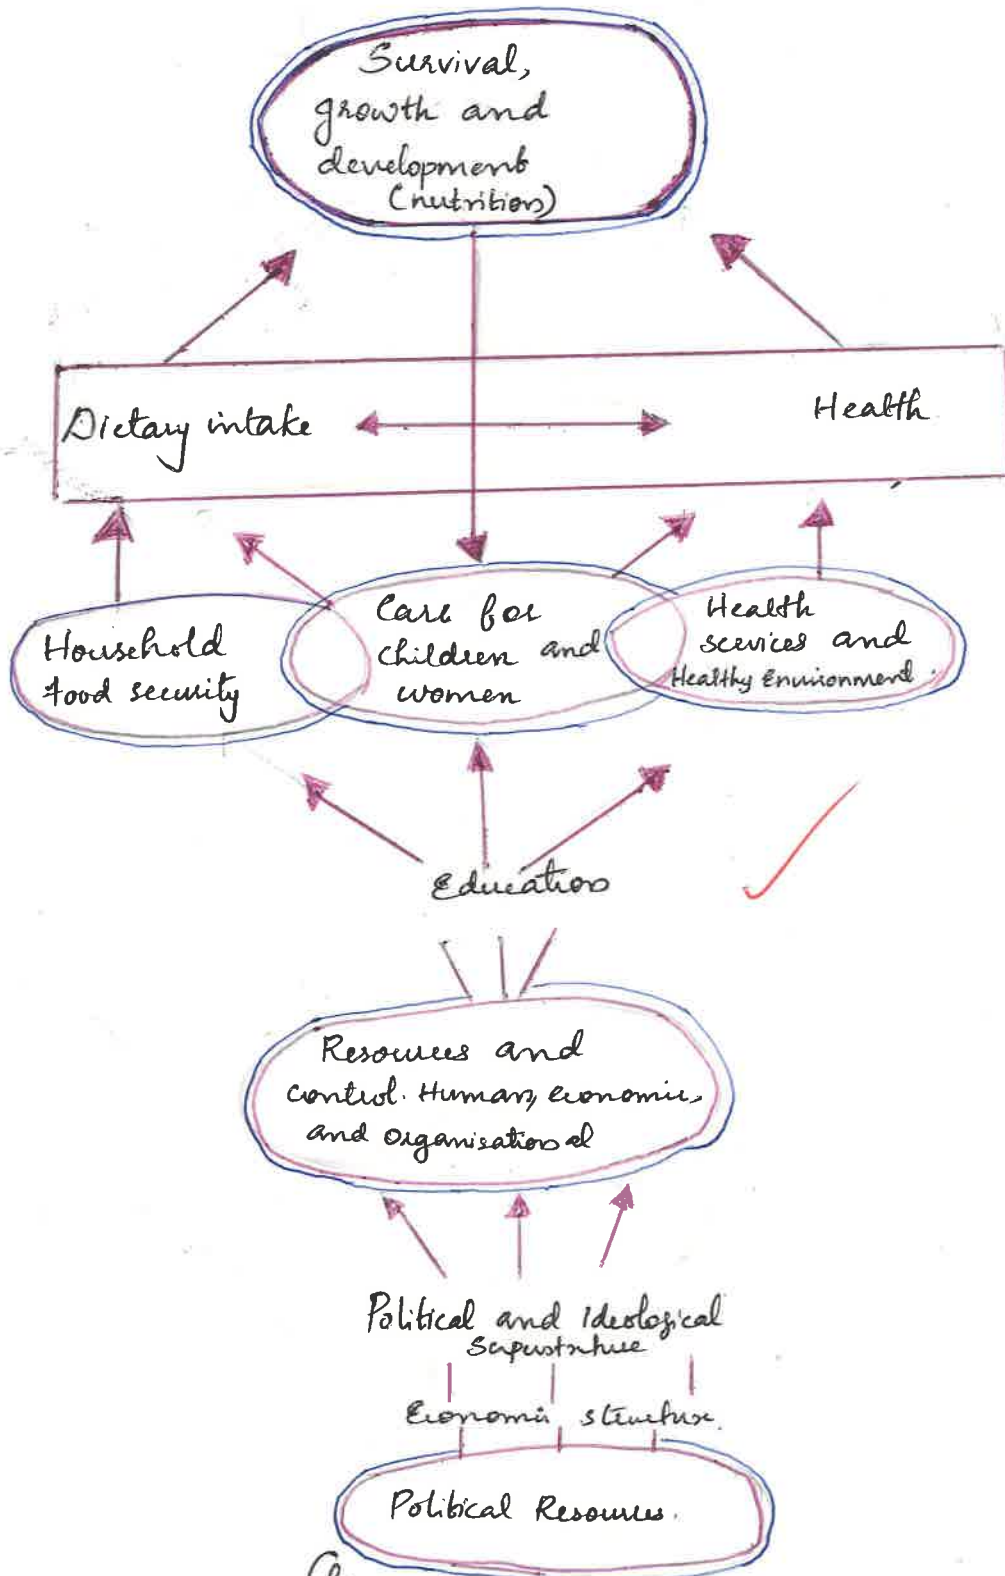 Survival,
growth and
development
(nutrition)
Dietary intake
Health
Household
food security
Care for
children and
women
Health
services and
Healthy Environment.
Education
Resources and
control. Human, economic,
and organisational
Political and Ideological
Economic structure.
Political Resources.